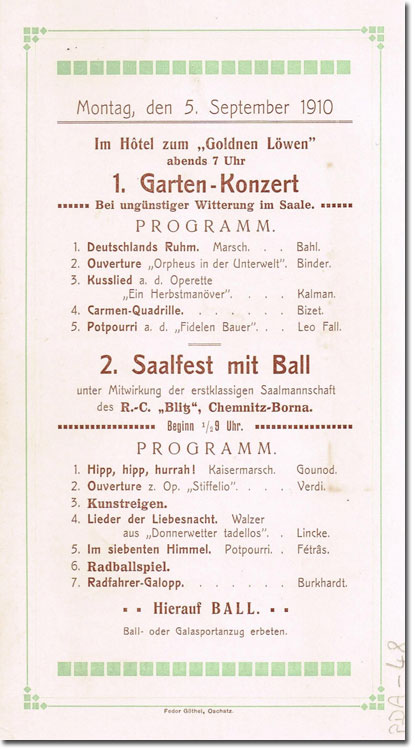 Montag, den 5. September 1910
Im Hôtel zum „Goldnen Löwen"
abends 7 Uhr
1. Garten-Konzert
Bei ungünstiger Witterung im Saale.
PROGRAMM.
1. Deutschlands Ruhm. Marsch. . . Bahl.
2. Ouverture „Orpheus in der Unterwelt". Binder.
3. Kusslied a. d. Operette
„Ein Herbstmanöver". . . . Kalman.
4. Carmen-Quadrille. . . . . . Bizet.
5. Potpourri a. d. „Fidelen Bauer". . . Leo Fall.
2. Saalfest mit Ball
unter Mitwirkung der erstklassigen Saalmannschaft
des R.-C. „Blitz", Chemnitz-Borna.
Beginn 1/2 9 Uhr.
PROGRAMM.
1. Hipp, hipp, hurrah! Kaisermarsch. Gounod.
2. Ouverture z. Op. „Stiffelio". . . . Verdi.
3. Kunstreigen.
4. Lieder der Liebesnacht. Walzer
aus „Donnerwetter tadellos". . Lincke.
5. Im siebenten Himmel. Potpourri. . Fétrâs.
6. Radballspiel.
7. Radfahrer-Galopp. . . . . . . Burkhardt.
Hierauf BALL.
Ball- oder Galasportanzug erbeten.
Fedor Göthel, Oschatz.
PDA-48